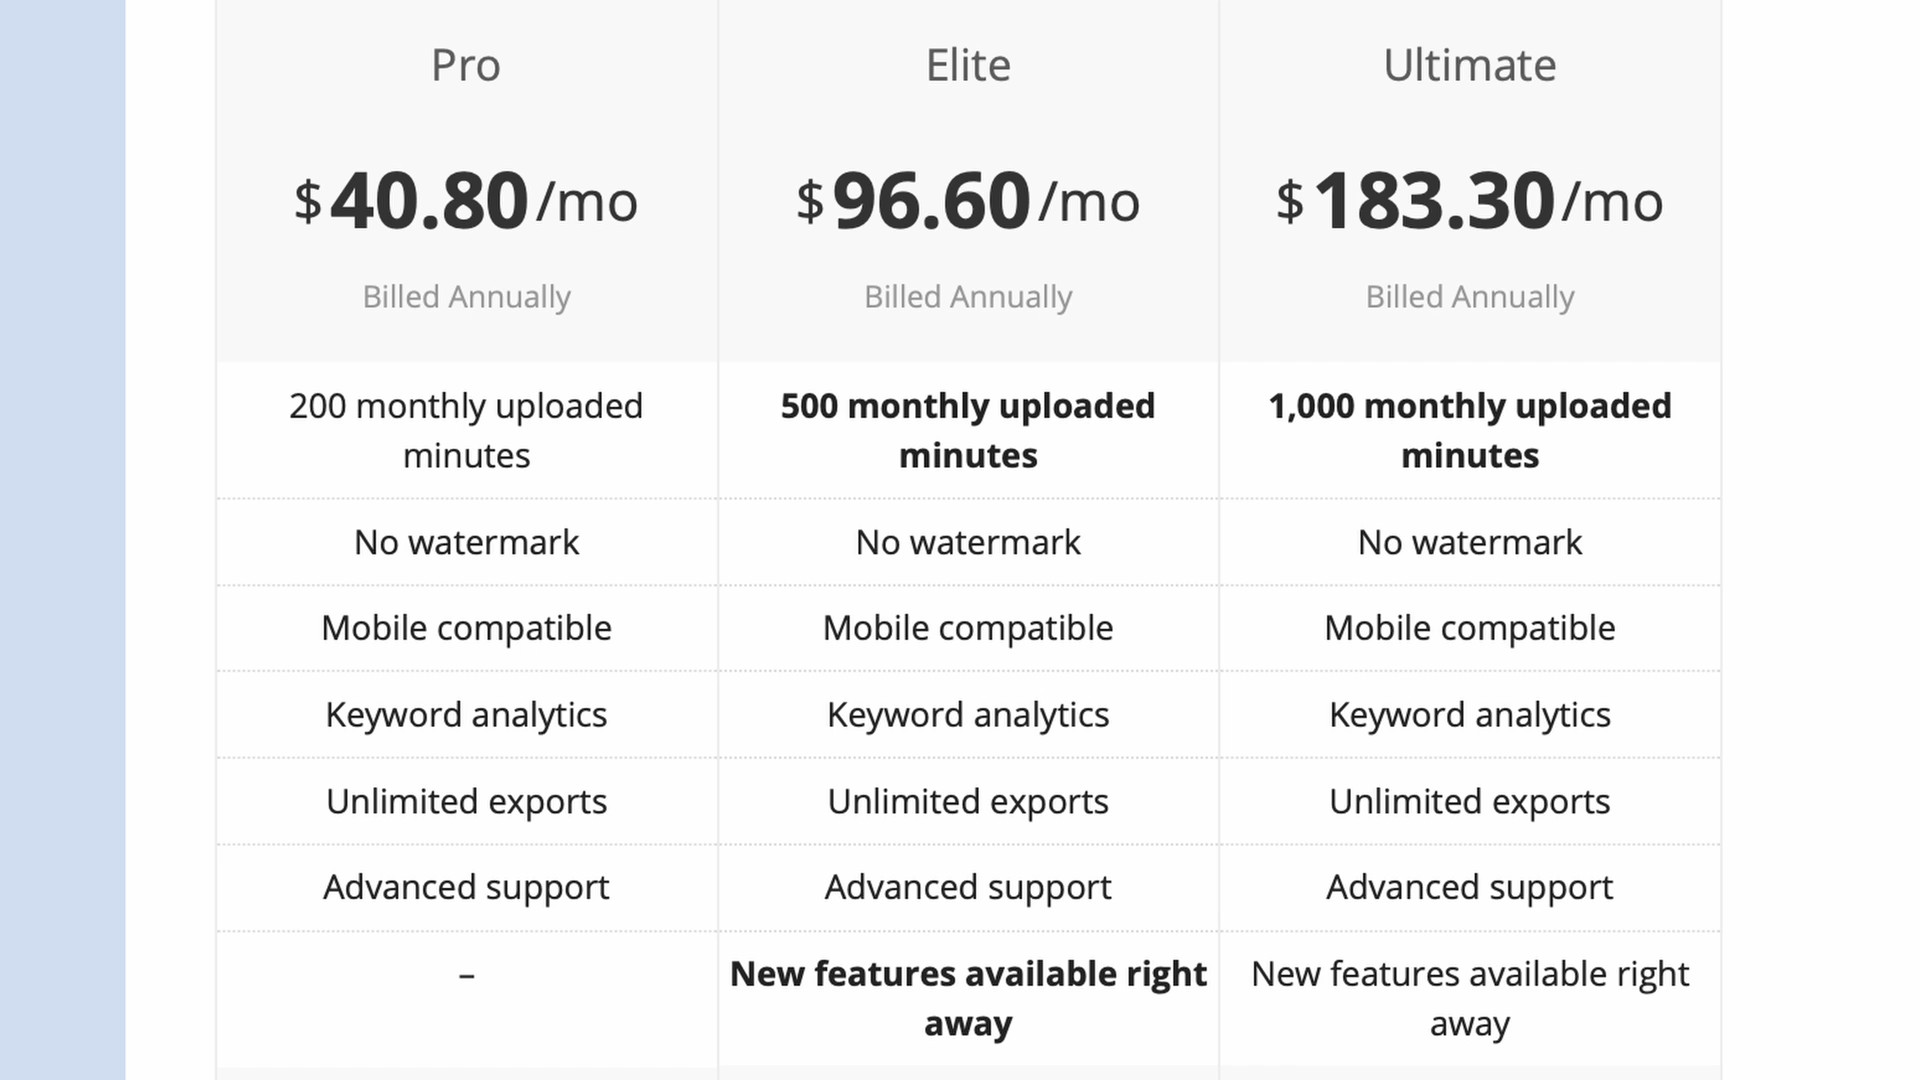 Pro Elite Ultimate
$40.80/mo $96.60/mo $183.30/mo
Billed Annually Billed Annually Billed Annually
200 monthly uploaded 500 monthly uploaded 1,000 monthly uploaded
minutes minutes minutes
No watermark No watermark No watermark
Mobile compatible Mobile compatible Mobile compatible
Keyword analytics Keyword analytics Keyword analytics
Unlimited exports Unlimited exports Unlimited exports
Advanced support Advanced support Advanced support
– New features available right New features available right
away away